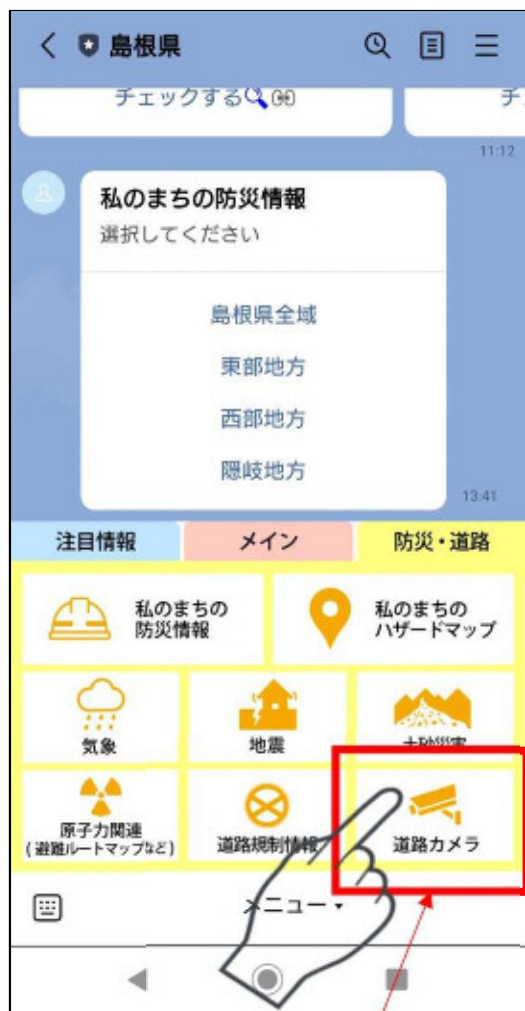 島根県
チェックする
チ
11:12
私のまちの防災情報
選択してください
島根県全域
東部地方
西部地方
隠岐地方
13:41
注目情報
メイン
防災・道路
私のまちの
防災情報
私のまちの
ハザードマップ
気象
地震
土砂災害
原子力関連
(避難ルートマップなど)
道路規制情報
道路カメラ
メニュー